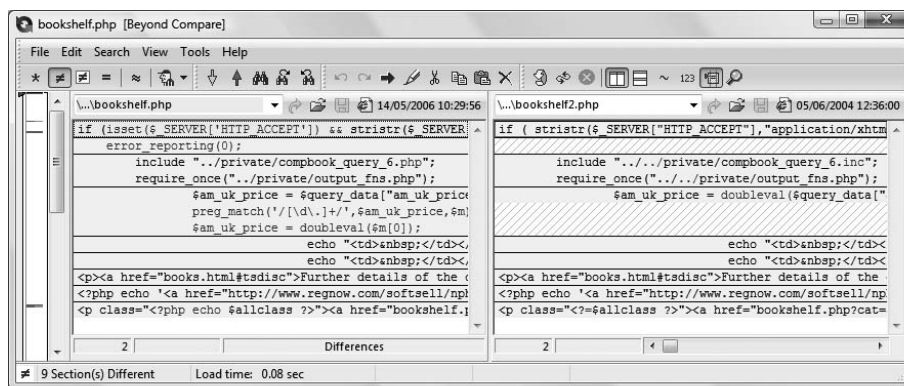 bookshelf.php [Beyond Compare]
File Edit Search View Tools Help
123
\...\bookshelf.php 14/05/2006 10:29:56
\...\bookshelf2.php 05/06/2004 12:36:00
if (isset($_SERVER['HTTP_ACCEPT']) && stristr($_SERVER
error_reporting(0);
include "../private/compbook_query_6.php";
require_once("../private/output_fns.php");
$am_uk_price = $query_data["am_uk_price
preg_match('/[\d\.]+/',$am_uk_price,$m)
$am_uk_price = doubleval($m[0]);
echo "<td>&nbsp;</td></
echo "<td>&nbsp;</td></
<p><a href="books.html#tsdisc">Further details of the
<?php echo '<a href="http://www.regnow.com/softsell/np
<p class="<?php echo $allclass ?>"><a href="bookshelf.p
2 Differences
if ( stristr($_SERVER["HTTP_ACCEPT"],"application/xhtm
include "../../private/compbook_query_6.inc";
require_once("../../private/output_fns.php");
$am_uk_price = doubleval($query_data["
echo "<td>&nbsp;</td><
echo "<td>&nbsp;</td><
<p><a href="books.html#tsdisc">Further details of the
<?php echo '<a href="http://www.regnow.com/softsell/np
<p class="<?=$allclass ?>"><a href="bookshelf.php?cat=
2
9 Section(s) Different Load time: 0.08 sec